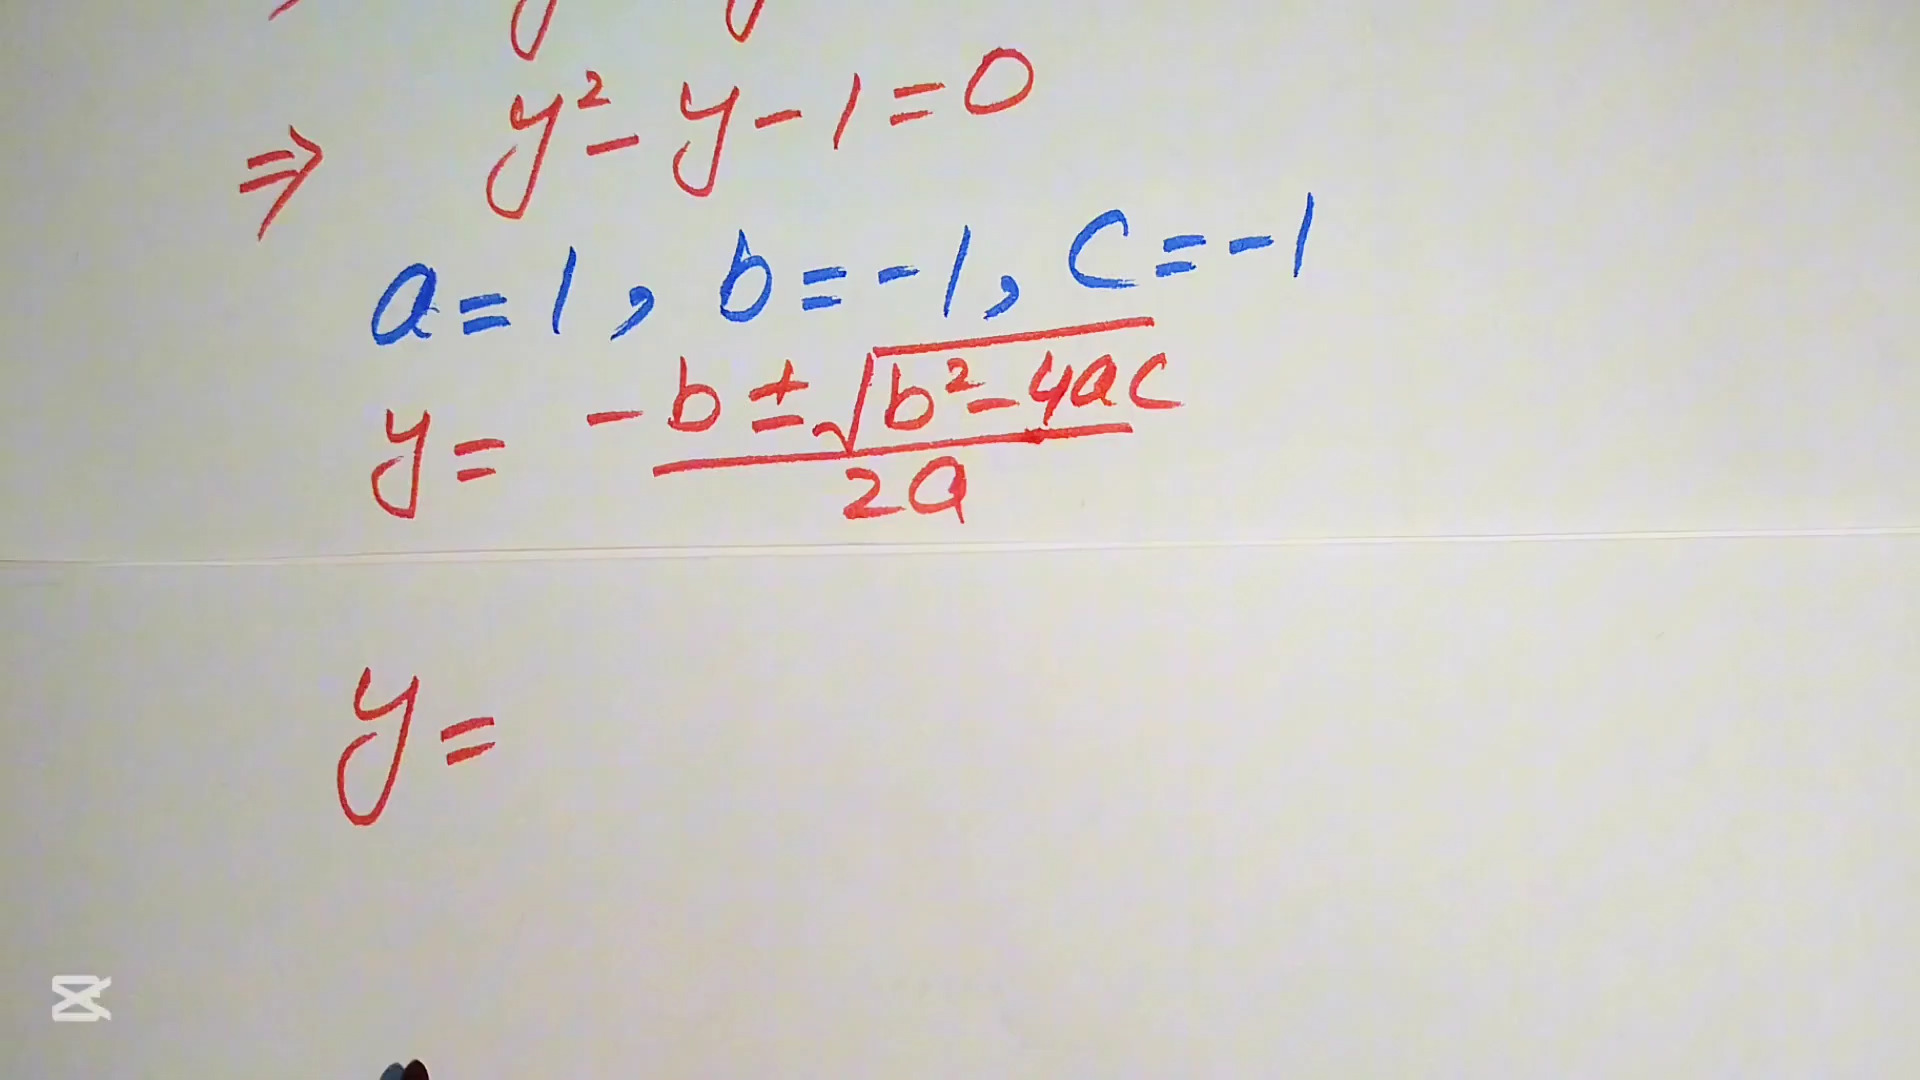 ⇒ y² - y - 1 = 0
a = 1, b = -1, c = -1
y = (-b ± √(b² - 4ac)) / 2a
y =